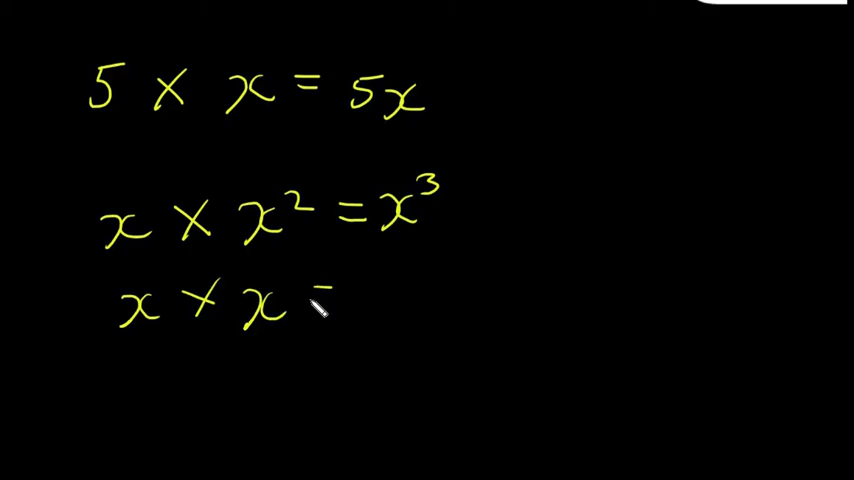 5 × x = 5x
x × x² = x³
x × x -